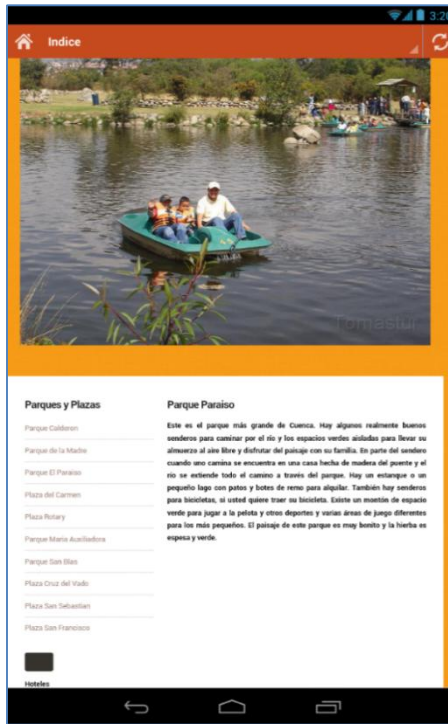 3:20
Indice
Tomastul
Parques y Plazas
Parque Calderon
Parque de la Madre
Parque El Paraiso
Plaza del Carmen
Plaza Rotary
Parque María Auxiliadora
Parque San Blas
Plaza Cruz del Vado
Plaza San Sebastian
Plaza San Francisco
Hoteles
Parque Paraiso
Este es el parque más grande de Cuenca. Hay algunos realmente buenos
senderos para caminar por el río y los espacios verdes aisladas para llevar su
almuerzo al aire libre y disfrutar del paisaje con su familia. En parte del sendero
cuando uno camina se encuentra en una casa hecha de madera del puente y el
río se extiende todo el camino a través del parque. Hay un estanque o un
pequeño lago con patos y botes de remo para alquilar. También hay senderos
para bicicletas, si usted quiere traer su bicicleta. Existe un montón de espacio
verde para jugar a la pelota y otros deportes y varias áreas de juego diferentes
para los más pequeños. El paisaje de este parque es muy bonito y la hierba es
espesa y verde.